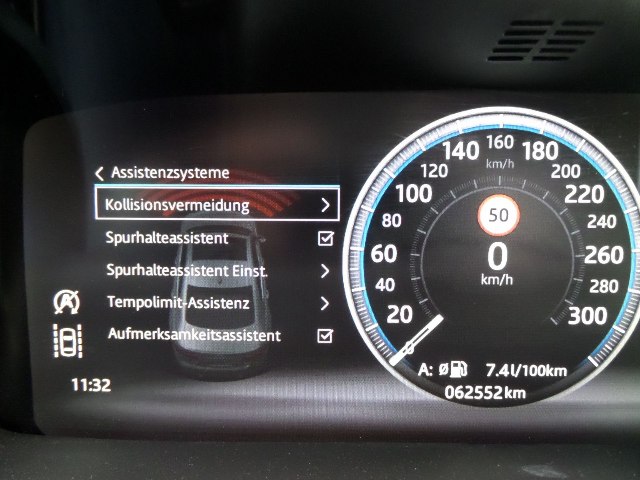 Assistenzsysteme
Kollisionsvermeidung
Spurhalteassistent
Spurhalteassistent Einst.
Tempolimit-Assistenz
Aufmerksamkeitsassistent
11:32
0
20
40
60
80
100
120
140
160
180
200
220
240
260
280
300
km/h
50
0
km/h
A: Ø 7.4l/100km
062552km